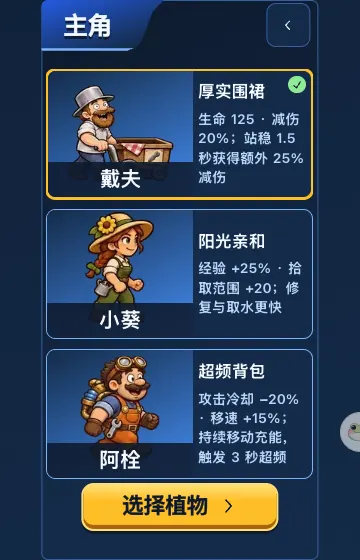 主角
厚实围裙
生命 125 · 减伤
20%；站稳 1.5
秒获得额外 25%
减伤
戴夫
阳光亲和
经验 +25% · 拾
取范围 +20；修
复与取水更快
小葵
超频背包
攻击冷却 −20%
· 移速 +15%；
持续移动充能，
触发 3 秒超频
阿栓
选择植物